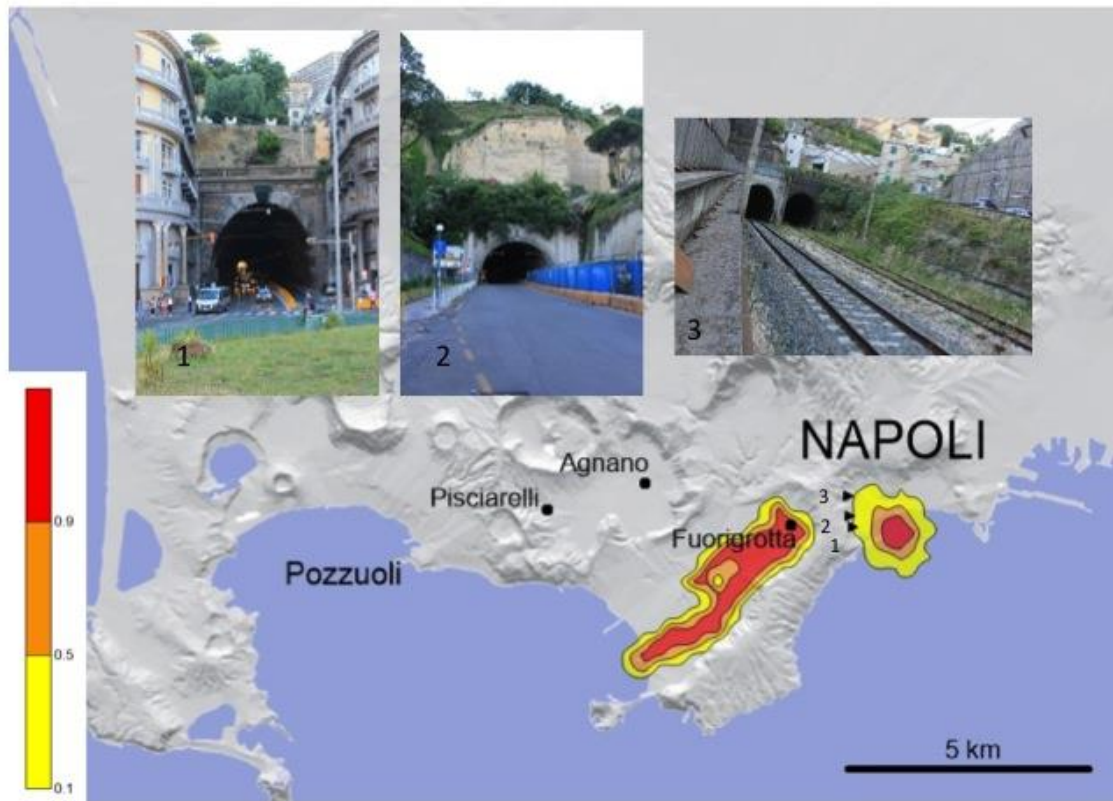 1
2
3
NAPOLI
Agnano
Pisciarelli
Fuorigrotta
Pozzuoli
3
2
1
0.9
0.5
0.1
5 km